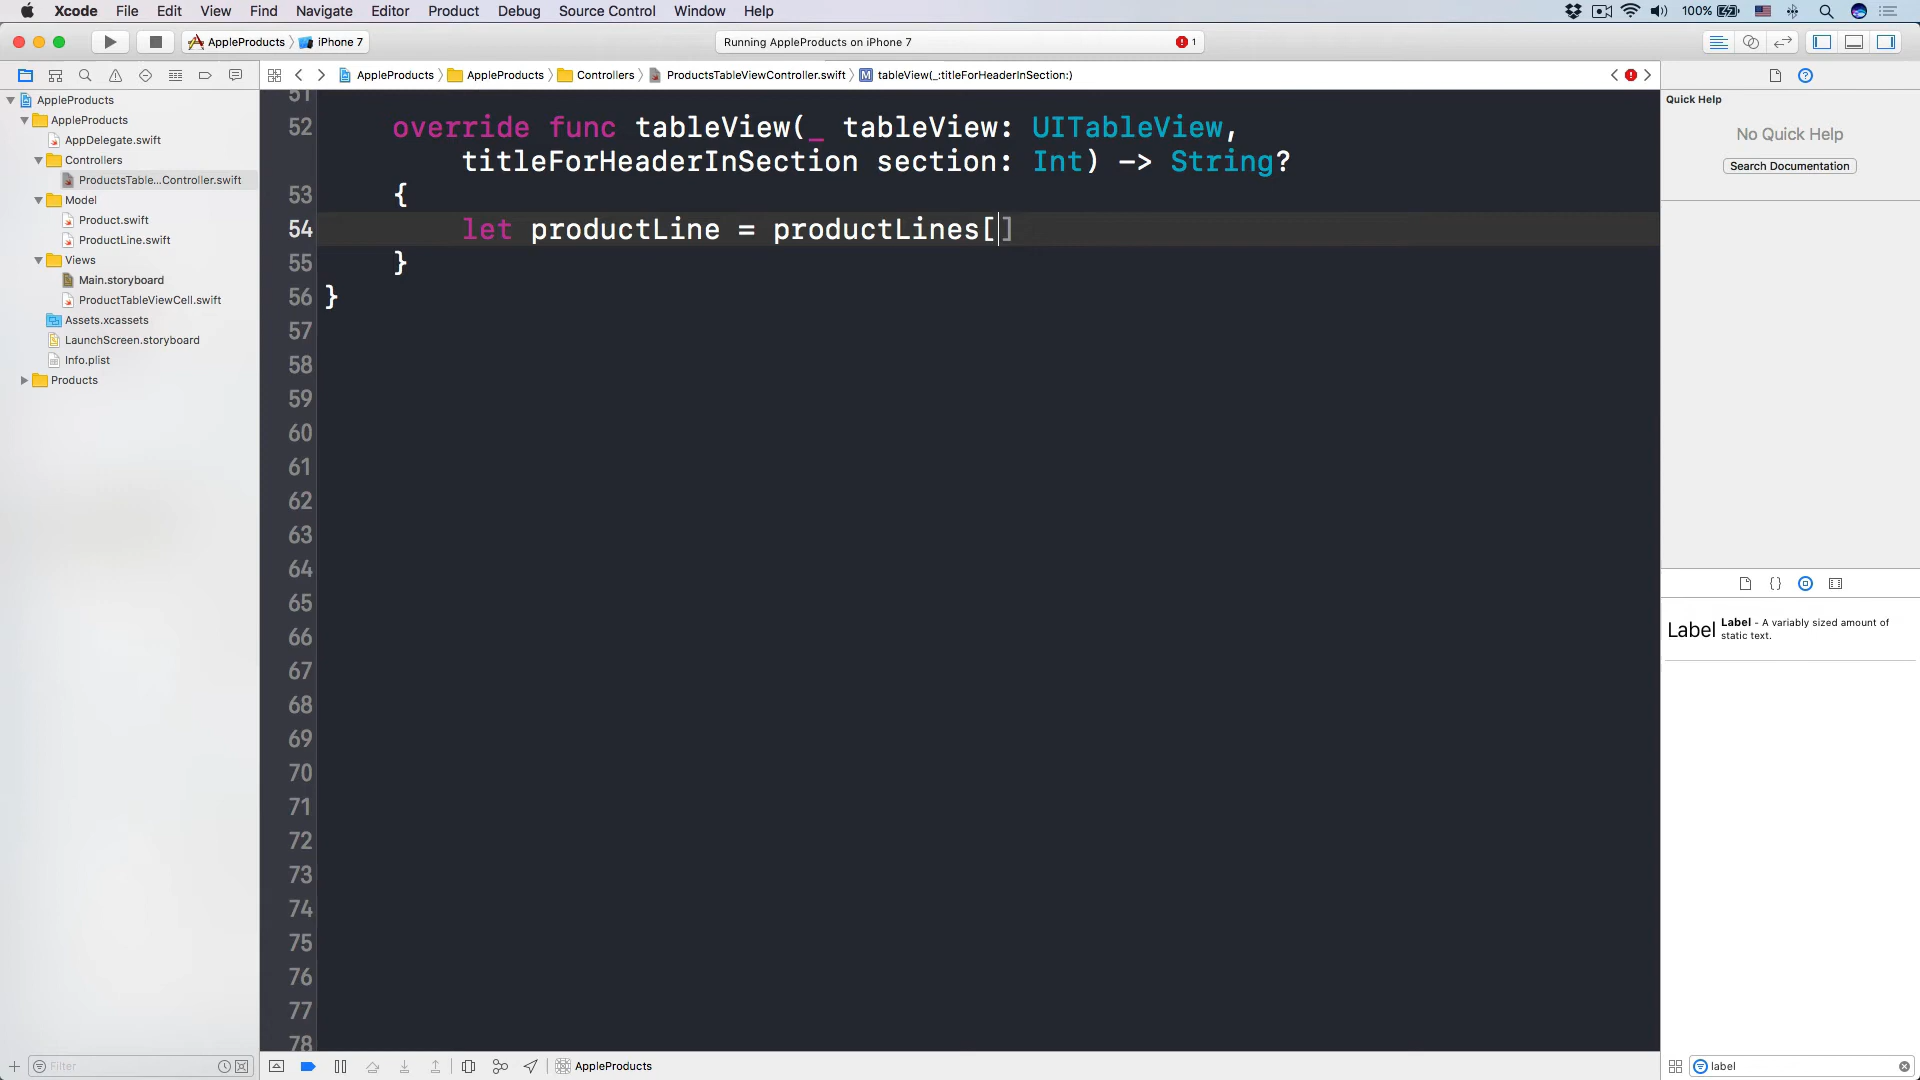 Xcode File Edit View Find Navigate Editor Product Debug Source Control Window Help 100%
AppleProducts iPhone 7 Running AppleProducts on iPhone 7 1
AppleProducts AppleProducts Controllers ProductsTableViewController.swift M tableView(_:titleForHeaderInSection:)
AppleProducts
AppleProducts
AppDelegate.swift
Controllers
ProductsTable...Controller.swift
Model
Product.swift
ProductLine.swift
Views
Main.storyboard
ProductTableViewCell.swift
Assets.xcassets
LaunchScreen.storyboard
Info.plist
Products
Filter
51
52 override func tableView(_ tableView: UITableView,
titleForHeaderInSection section: Int) -> String?
53 {
54 let productLine = productLines[]
55 }
56 }
57
58
59
60
61
62
63
64
65
66
67
68
69
70
71
72
73
74
75
76
77
78
AppleProducts
Quick Help
No Quick Help
Search Documentation
{}
Label Label - A variably sized amount of
static text.
label